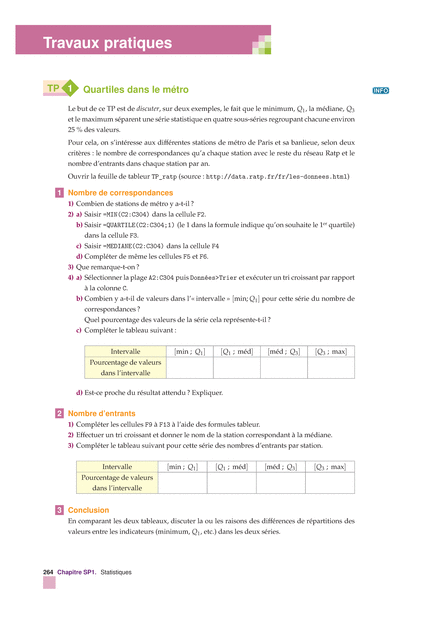 Travaux pratiques
TP 1 Quartiles dans le métro
INFO
Le but de ce TP est de discuter, sur deux exemples, le fait que le minimum, Q1, la médiane, Q3
et le maximum séparent une série statistique en quatre sous-séries regroupant chacune environ
25 % des valeurs.
Pour cela, on s'intéresse aux différentes stations de métro de Paris et sa banlieue, selon deux
critères : le nombre de correspondances qu'a chaque station avec le reste du réseau Ratp et le
nombre d'entrants dans chaque station par an.
Ouvrir la feuille de tableur TP_ratp (source : http://data.ratp.fr/fr/les-donnees.html)
1 Nombre de correspondances
1) Combien de stations de métro y a-t-il ?
2) a) Saisir =MIN(C2:C304) dans la cellule F2.
b) Saisir =QUARTILE(C2:C304;1) (le 1 dans la formule indique qu'on souhaite le 1er quartile)
dans la cellule F3.
c) Saisir =MEDIANE(C2:C304) dans la cellule F4
d) Compléter de même les cellules F5 et F6.
3) Que remarque-t-on ?
4) a) Sélectionner la plage A2:C304 puis Données>Trier et exécuter un tri croissant par rapport
à la colonne C.
b) Combien y a-t-il de valeurs dans l'« intervalle » [min; Q1] pour cette série du nombre de
correspondances ?
Quel pourcentage des valeurs de la série cela représente-t-il ?
c) Compléter le tableau suivant :
Intervalle [min ; Q1] [Q1 ; méd] [méd ; Q3] [Q3 ; max]
Pourcentage de valeurs
dans l'intervalle
d) Est-ce proche du résultat attendu ? Expliquer.
2 Nombre d'entrants
1) Compléter les cellules F9 à F13 à l'aide des formules tableur.
2) Effectuer un tri croissant et donner le nom de la station correspondant à la médiane.
3) Compléter le tableau suivant pour cette série des nombres d'entrants par station.
Intervalle [min ; Q1] [Q1 ; méd] [méd ; Q3] [Q3 ; max]
Pourcentage de valeurs
dans l'intervalle
3 Conclusion
En comparant les deux tableaux, discuter la ou les raisons des différences de répartitions des
valeurs entre les indicateurs (minimum, Q1, etc.) dans les deux séries.
264 Chapitre SP1. Statistiques